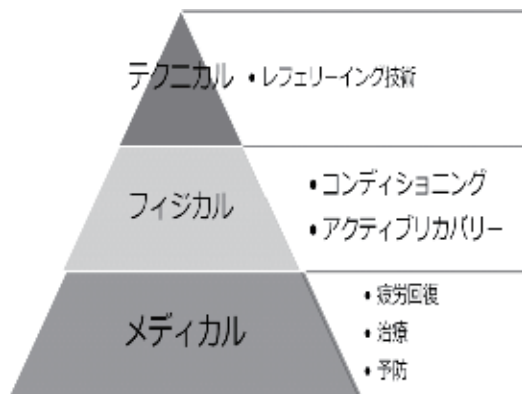 テクニカル
• レフェリーイング技術
フィジカル
• コンディショニング
• アクティブリカバリー
メディカル
• 疲労回復
• 治療
• 予防